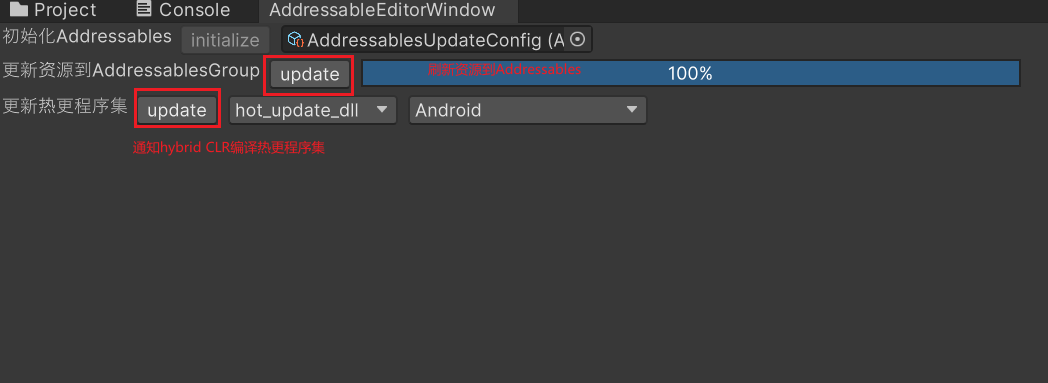 Project Console AddressableEditorWindow
初始化Addressables initialize AddressablesUpdateConfig (A
更新资源到AddressablesGroup update 刷新资源到Addressables 100%
更新热更程序集 update hot_update_dll Android
通知hybrid CLR编译热更程序集